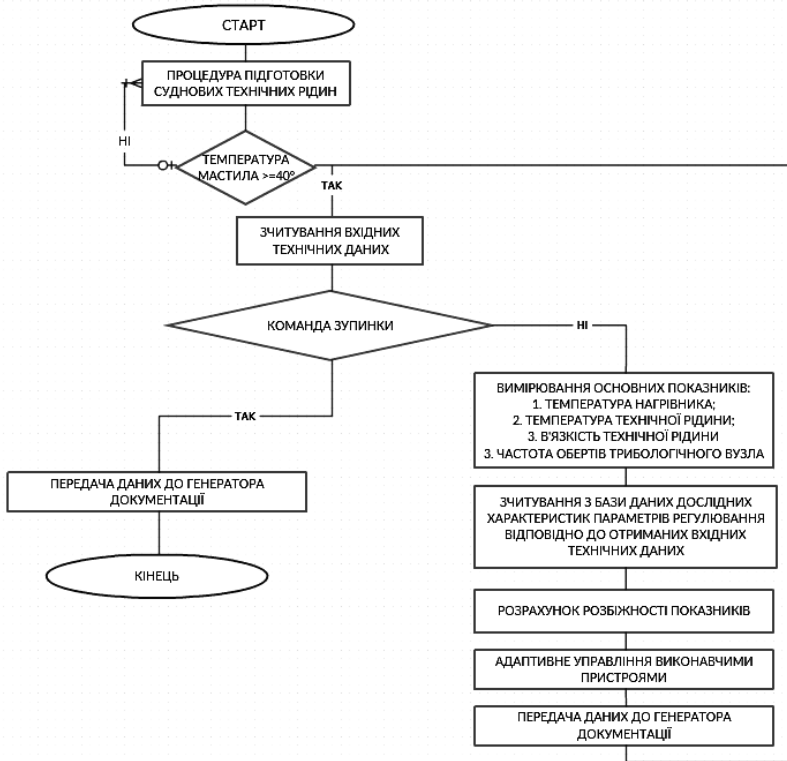 СТАРТ
ПРОЦЕДУРА ПІДГОТОВКИ
СУДНОВИХ ТЕХНІЧНИХ РІДИН
НІ
ТЕМПЕРАТУРА
МАСТИЛА >=40°
ТАК
ЗЧИТУВАННЯ ВХІДНИХ
ТЕХНІЧНИХ ДАНИХ
КОМАНДА ЗУПИНКИ
НІ
ТАК
ПЕРЕДАЧА ДАНИХ ДО ГЕНЕРАТОРА
ДОКУМЕНТАЦІЇ
КІНЕЦЬ
ВИМІРЮВАННЯ ОСНОВНИХ ПОКАЗНИКІВ:
1. ТЕМПЕРАТУРА НАГРІВНИКА;
2. ТЕМПЕРАТУРА ТЕХНІЧНОЇ РІДИНИ;
3. В'ЯЗКІСТЬ ТЕХНІЧНОЇ РІДИНИ
3. ЧАСТОТА ОБЕРТІВ ТРИБОЛОГІЧНОГО ВУЗЛА
ЗЧИТУВАННЯ З БАЗИ ДАНИХ ДОСЛІДНИХ
ХАРАКТЕРИСТИК ПАРАМЕТРІВ РЕГУЛЮВАННЯ
ВІДПОВІДНО ДО ОТРИМАНИХ ВХІДНИХ
ТЕХНІЧНИХ ДАНИХ
РОЗРАХУНОК РОЗБІЖНОСТІ ПОКАЗНИКІВ
АДАПТИВНЕ УПРАВЛІННЯ ВИКОНАВЧИМИ
ПРИСТРОЯМИ
ПЕРЕДАЧА ДАНИХ ДО ГЕНЕРАТОРА
ДОКУМЕНТАЦІЇ